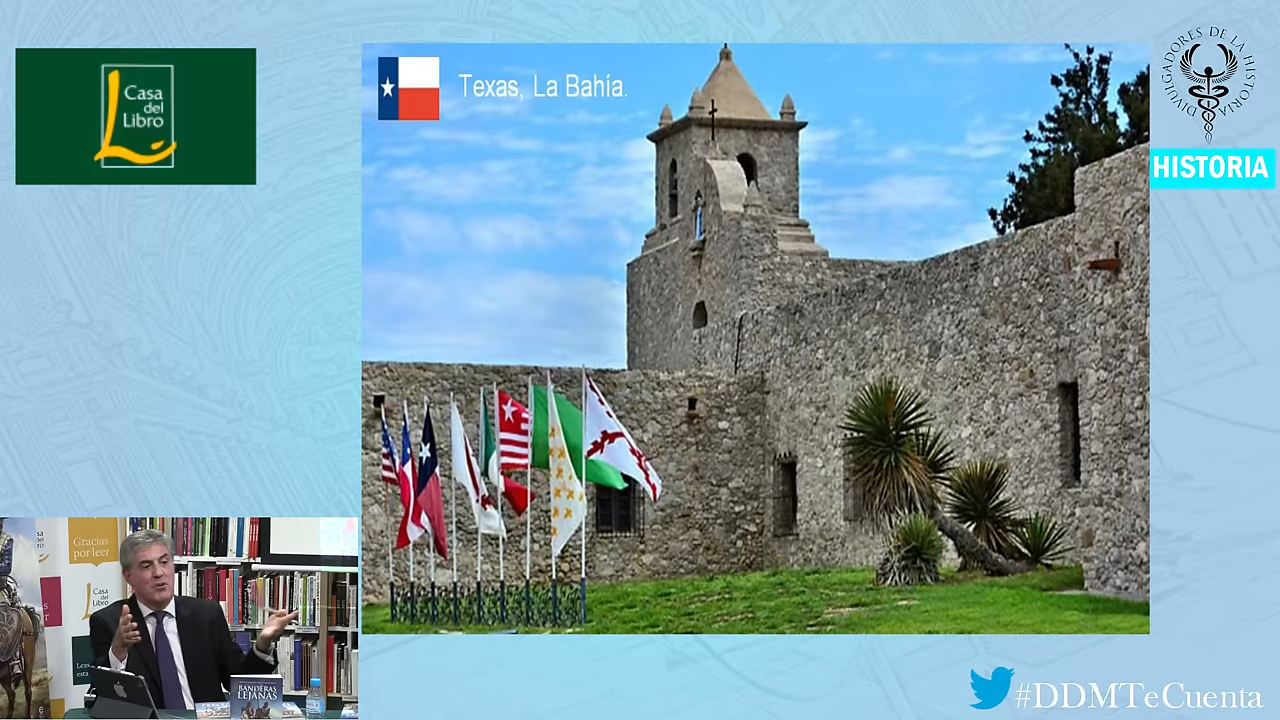 Casa
del
Libro
Texas, La Bahía.
DIVULGADORES DE LA HISTORIA
HISTORIA
Gracias
por leer
Casa
del
Libro
BANDERAS
LEJANAS
#DDMTeCuenta